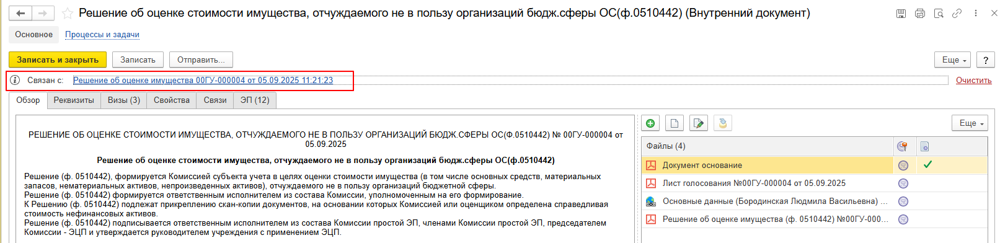 Решение об оценке стоимости имущества, отчуждаемого не в пользу организаций бюдж.сферы ОС(ф.0510442) (Внутренний документ)
Основное Процессы и задачи
Записать и закрыть Записать Отправить... Еще ?
Связан с: Решение об оценке имущества 00ГУ-000004 от 05.09.2025 11:21:23 Очистить
Обзор Реквизиты Визы (3) Свойства Связи ЭП (12)
РЕШЕНИЕ ОБ ОЦЕНКЕ СТОИМОСТИ ИМУЩЕСТВА, ОТЧУЖДАЕМОГО НЕ В ПОЛЬЗУ ОРГАНИЗАЦИЙ БЮДЖ.СФЕРЫ ОС(Ф.0510442) № 00ГУ-000004 от
05.09.2025
Решение об оценке стоимости имущества, отчуждаемого не в пользу организаций бюдж.сферы ОС(ф.0510442)
Решение (ф. 0510442), формируется Комиссией субъекта учета в целях оценки стоимости имущества (в том числе основных средств, материальных
запасов, нематериальных активов, непроизведенных активов), отчуждаемого не в пользу организаций бюджетной сферы.
Решение (ф. 0510442) формируется ответственным исполнителем из состава Комиссии, уполномоченным на его формирование.
К Решению (ф. 0510442) подлежат прикреплению скан-копии документов, на основании которых Комиссией или оценщиком определена справедливая
стоимость нефинансовых активов.
Решение (ф. 0510442) подписывается ответственным исполнителем из состава Комиссии простой ЭП, членами Комиссии простой ЭП, председателем
Комиссии - ЭЦП и утверждается руководителем учреждения с применением ЭЦП.
Еще
Файлы (4)
Документ основание
Лист голосования №00ГУ-000004 от 05.09.2025
Основные данные (Бородинская Людмила Васильевна) ...
Решение об оценке имущества (ф. 0510442) №00ГУ-000...